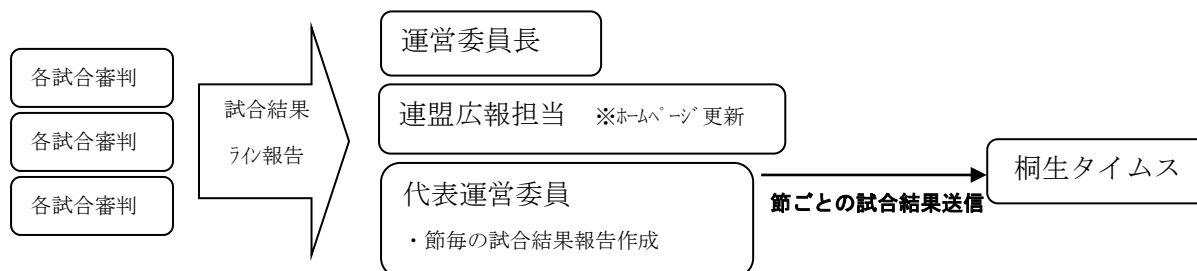 各試合審判
各試合審判
各試合審判
試合結果
ﾗｲﾝ報告
運営委員長
連盟広報担当　※ﾎｰﾑﾍﾟｰｼﾞ更新
代表運営委員
・節毎の試合結果報告作成
節ごとの試合結果送信
桐生タイムス